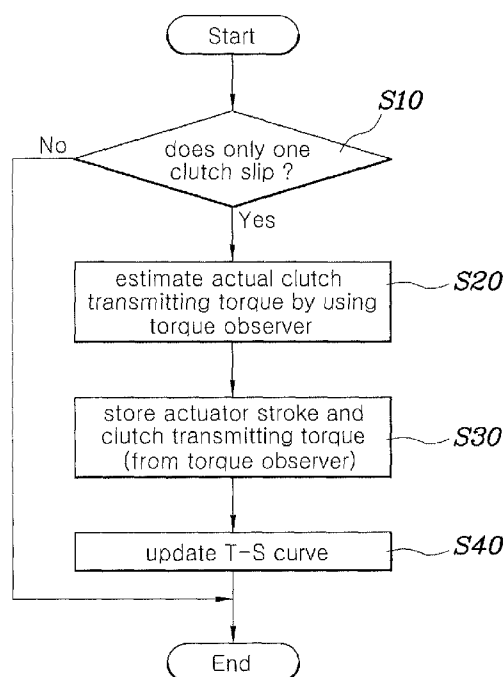 Start
S10
No
does only one
clutch slip ?
Yes
estimate actual clutch
transmitting torque by using
torque observer
S20
store actuator stroke and
clutch transmitting torque
(from torque observer)
S30
update T-S curve
S40
End